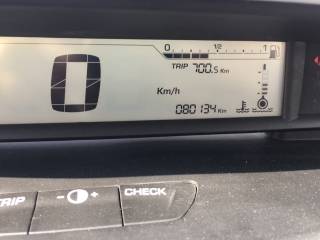 0 1/2 1
TRIP 700.5 Km
0
Km/h
080134 Km
TRIP - + CHECK